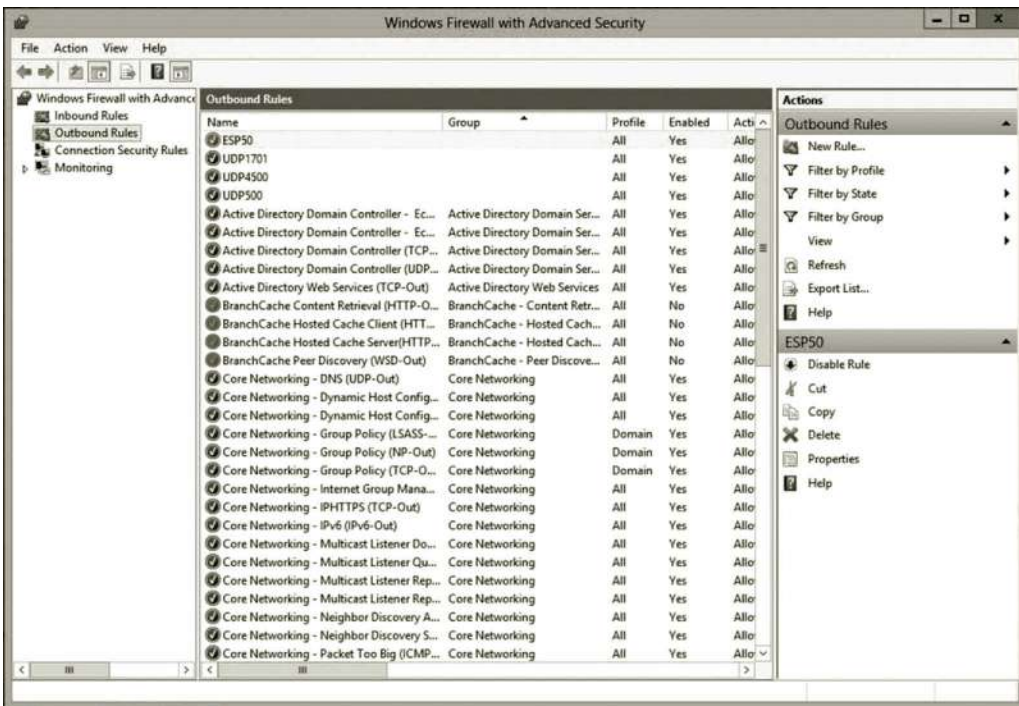 Windows Firewall with Advanced Security
File Action View Help
Windows Firewall with Advance
Inbound Rules
Outbound Rules
Connection Security Rules
Monitoring
Outbound Rules
Name Group Profile Enabled Acti
ESP50 All Yes Allo
UDP1701 All Yes Allo
UDP4500 All Yes Allo
UDP500 All Yes Allo
Active Directory Domain Controller - Ec... Active Directory Domain Ser... All Yes Allo
Active Directory Domain Controller - Ec... Active Directory Domain Ser... All Yes Allo
Active Directory Domain Controller (TCP... Active Directory Domain Ser... All Yes Allo
Active Directory Domain Controller (UDP... Active Directory Domain Ser... All Yes Allo
Active Directory Web Services (TCP-Out) Active Directory Web Services All Yes Allo
BranchCache Content Retrieval (HTTP-O... BranchCache - Content Retr... All No Allo
BranchCache Hosted Cache Client (HTT... BranchCache - Hosted Cach... All No Allo
BranchCache Hosted Cache Server(HTTP... BranchCache - Hosted Cach... All No Allo
BranchCache Peer Discovery (WSD-Out) BranchCache - Peer Discove... All No Allo
Core Networking - DNS (UDP-Out) Core Networking All Yes Allo
Core Networking - Dynamic Host Config... Core Networking All Yes Allo
Core Networking - Dynamic Host Config... Core Networking All Yes Allo
Core Networking - Group Policy (LSASS-... Core Networking Domain Yes Allo
Core Networking - Group Policy (NP-Out) Core Networking Domain Yes Allo
Core Networking - Group Policy (TCP-O... Core Networking Domain Yes Allo
Core Networking - Internet Group Mana... Core Networking All Yes Allo
Core Networking - IPHTTPS (TCP-Out) Core Networking All Yes Allo
Core Networking - IPv6 (IPv6-Out) Core Networking All Yes Allo
Core Networking - Multicast Listener Do... Core Networking All Yes Allo
Core Networking - Multicast Listener Qu... Core Networking All Yes Allo
Core Networking - Multicast Listener Rep... Core Networking All Yes Allo
Core Networking - Multicast Listener Rep... Core Networking All Yes Allo
Core Networking - Neighbor Discovery A... Core Networking All Yes Allo
Core Networking - Neighbor Discovery S... Core Networking All Yes Allo
Core Networking - Packet Too Big (ICMP... Core Networking All Yes Allo
Actions
Outbound Rules
New Rule...
Filter by Profile
Filter by State
Filter by Group
View
Refresh
Export List...
Help
ESP50
Disable Rule
Cut
Copy
Delete
Properties
Help